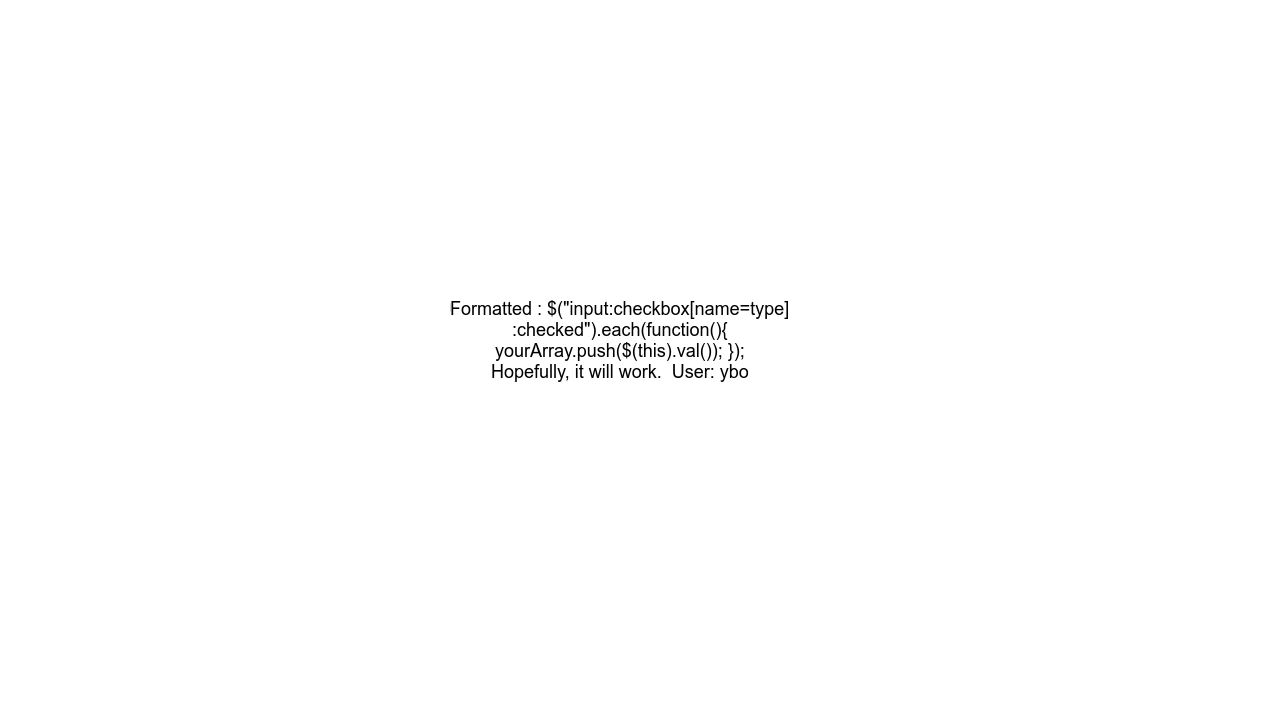 Formatted : $("input:checkbox[name=type]
:checked").each(function(){
yourArray.push($(this).val()); });
Hopefully, it will work.  User: ybo